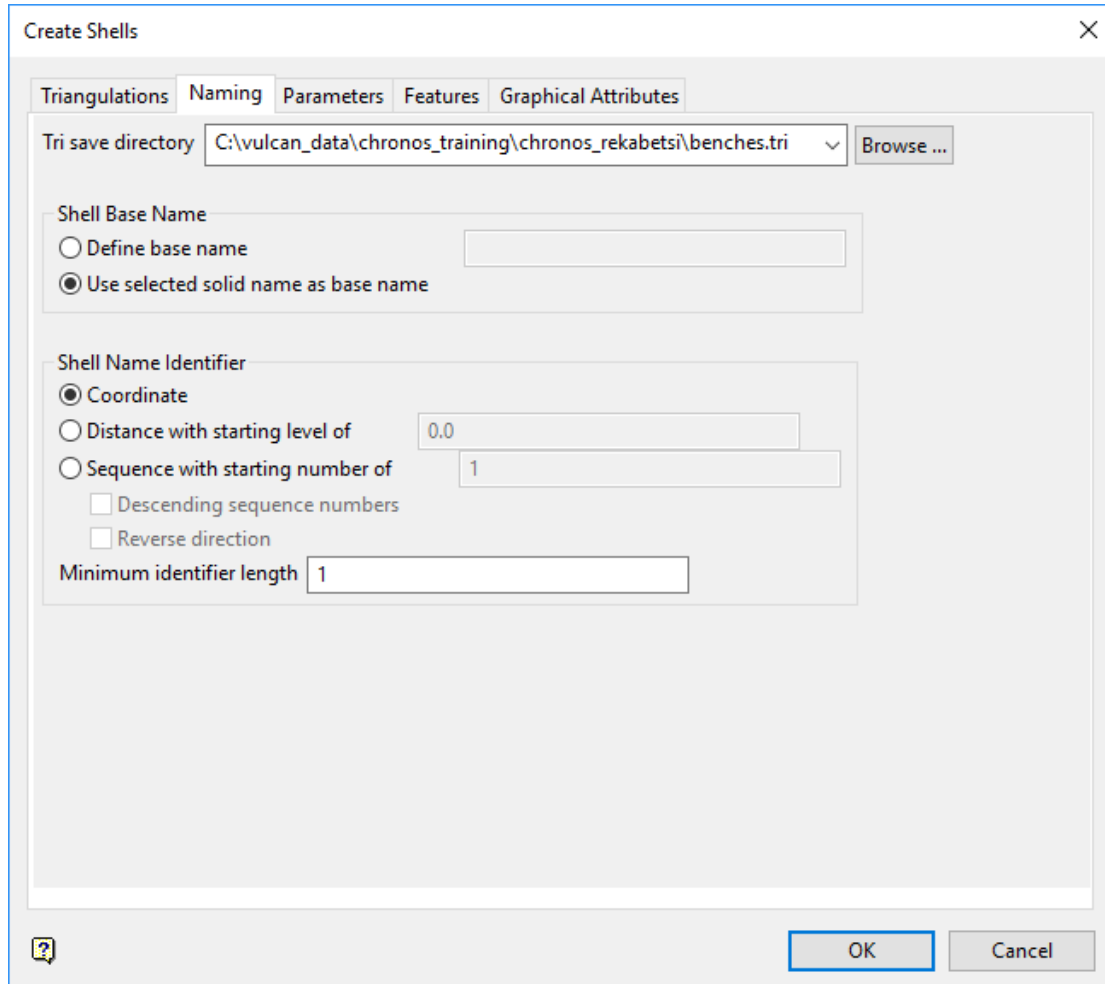 Create Shells
Triangulations Naming Parameters Features Graphical Attributes
Tri save directory C:\vulcan_data\chronos_training\chronos_rekabetsi\benches.tri Browse ...
Shell Base Name
Define base name
Use selected solid name as base name
Shell Name Identifier
Coordinate
Distance with starting level of 0.0
Sequence with starting number of 1
Descending sequence numbers
Reverse direction
Minimum identifier length 1
? OK Cancel